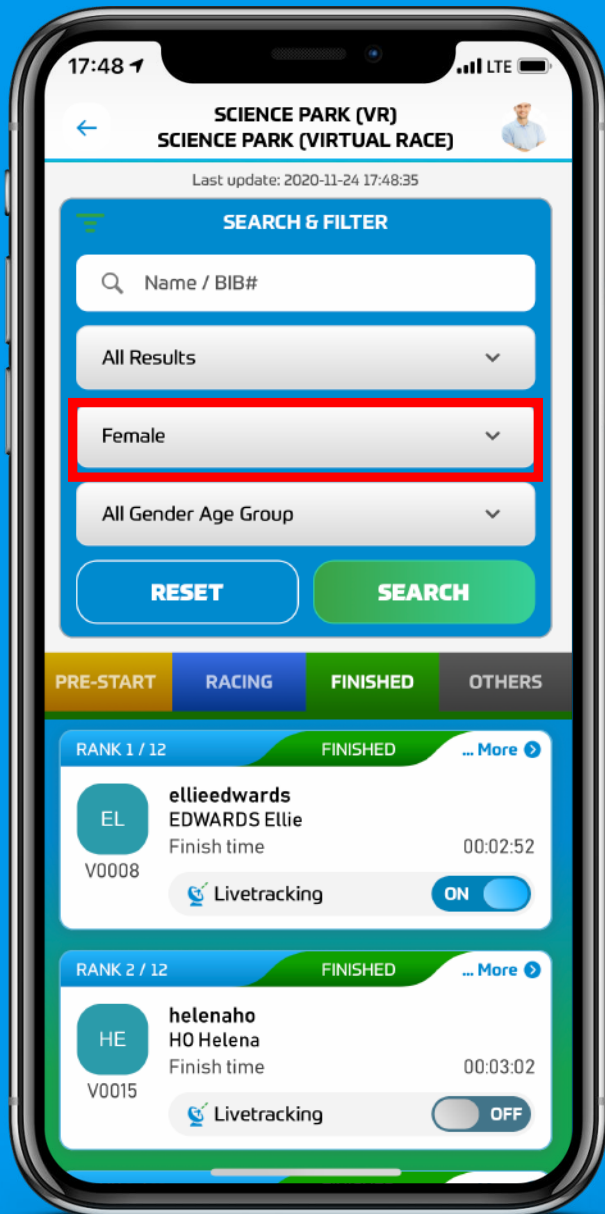 17:48
LTE
SCIENCE PARK (VR)
SCIENCE PARK (VIRTUAL RACE)
Last update: 2020-11-24 17:48:35
SEARCH & FILTER
Name / BIB#
All Results
Female
All Gender Age Group
RESET SEARCH
PRE-START RACING FINISHED OTHERS
RANK 1 / 12 FINISHED ... More
ellieedwards
EL EDWARDS Ellie
Finish time 00:02:52
V0008
Livetracking ON
RANK 2 / 12 FINISHED ... More
helenaho
HE HO Helena
Finish time 00:03:02
V0015
Livetracking OFF